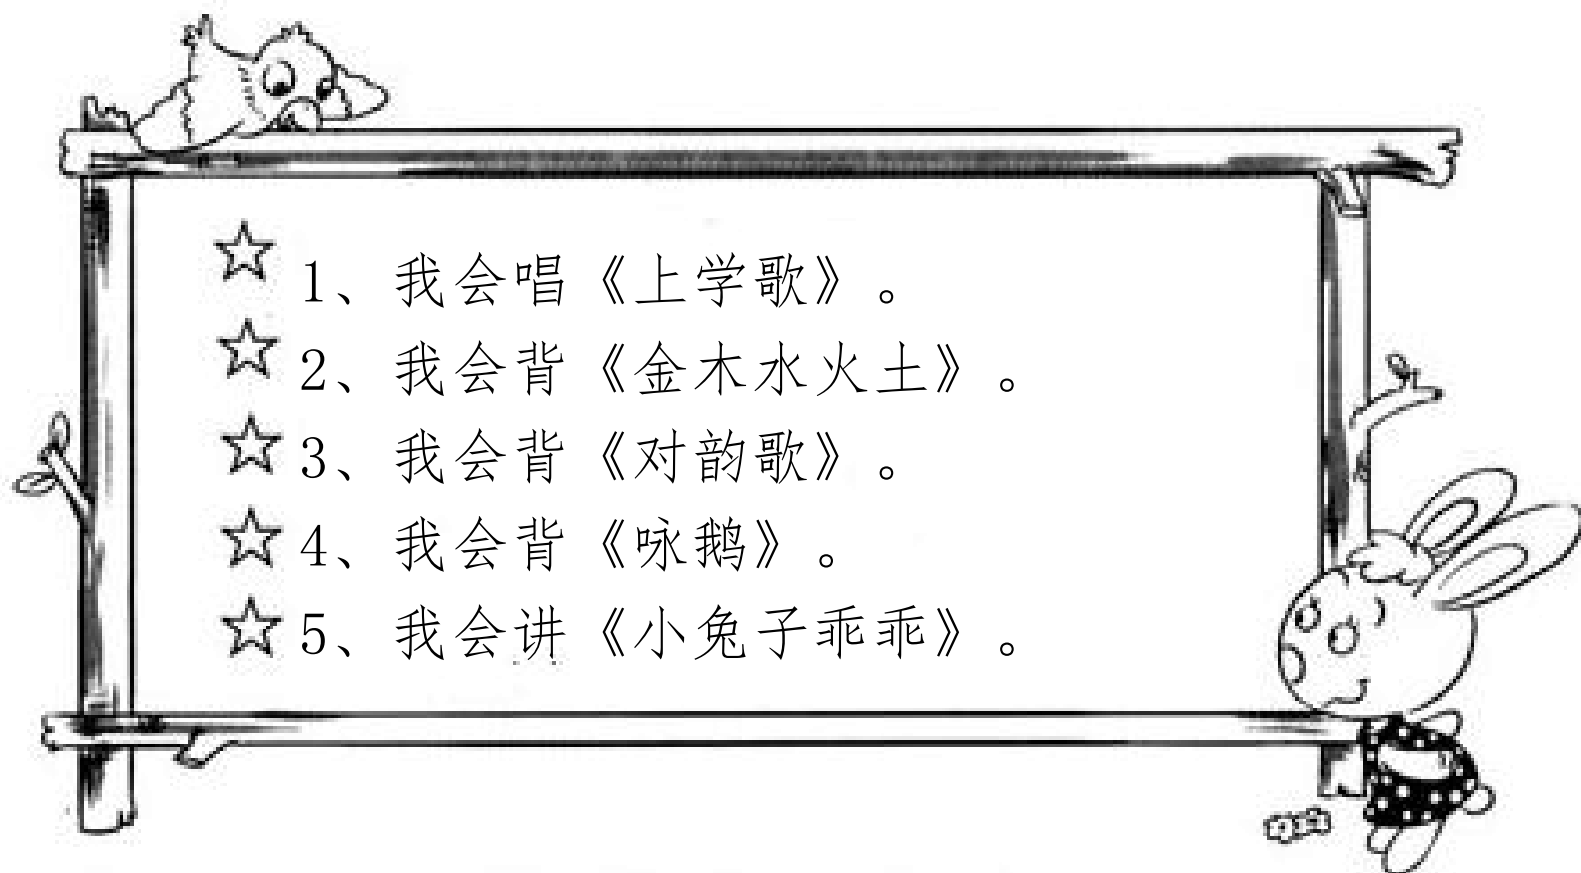 ☆ 1、我会唱《上学歌》。
☆ 2、我会背《金木水火土》。
☆ 3、我会背《对韵歌》。
☆ 4、我会背《咏鹅》。
☆ 5、我会讲《小兔子乖乖》。